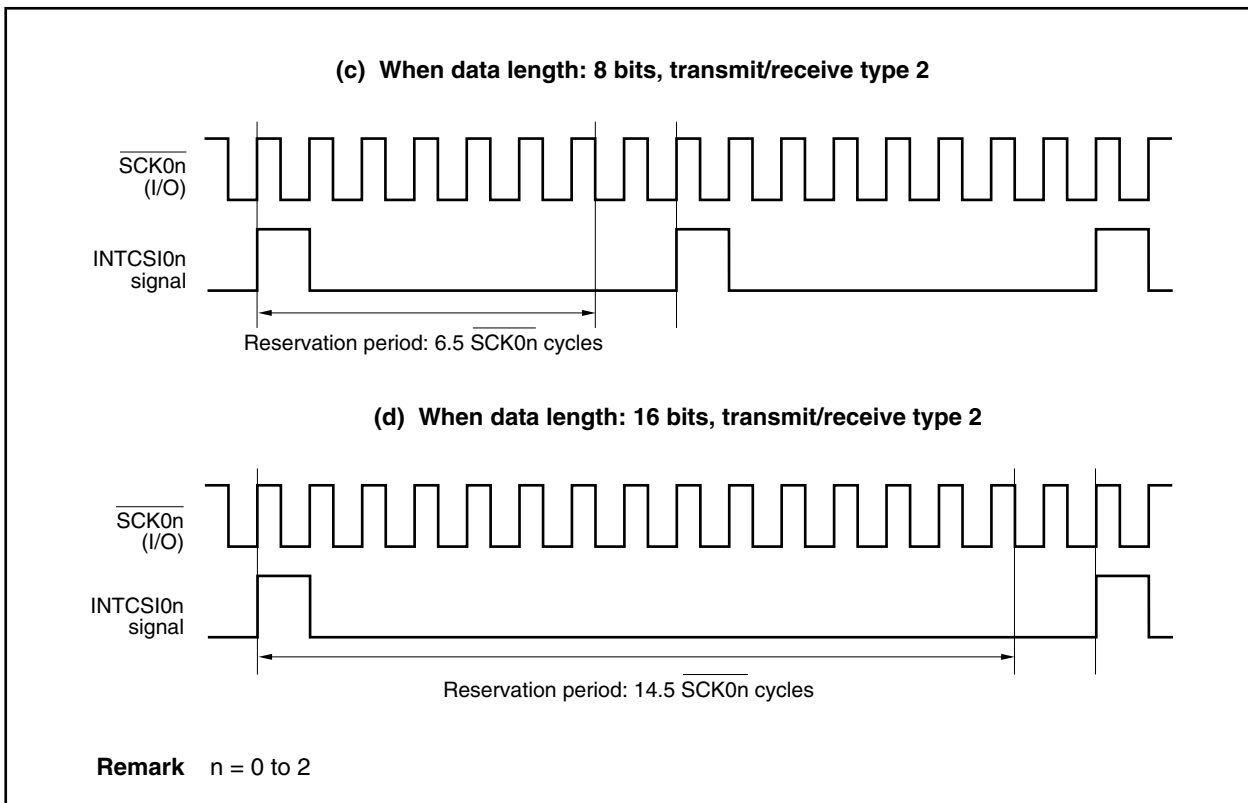 (c) When data length: 8 bits, transmit/receive type 2
SCK0n
(I/O)
INTCSI0n
signal
Reservation period: 6.5 SCK0n cycles
(d) When data length: 16 bits, transmit/receive type 2
SCK0n
(I/O)
INTCSI0n
signal
Reservation period: 14.5 SCK0n cycles
Remark n = 0 to 2